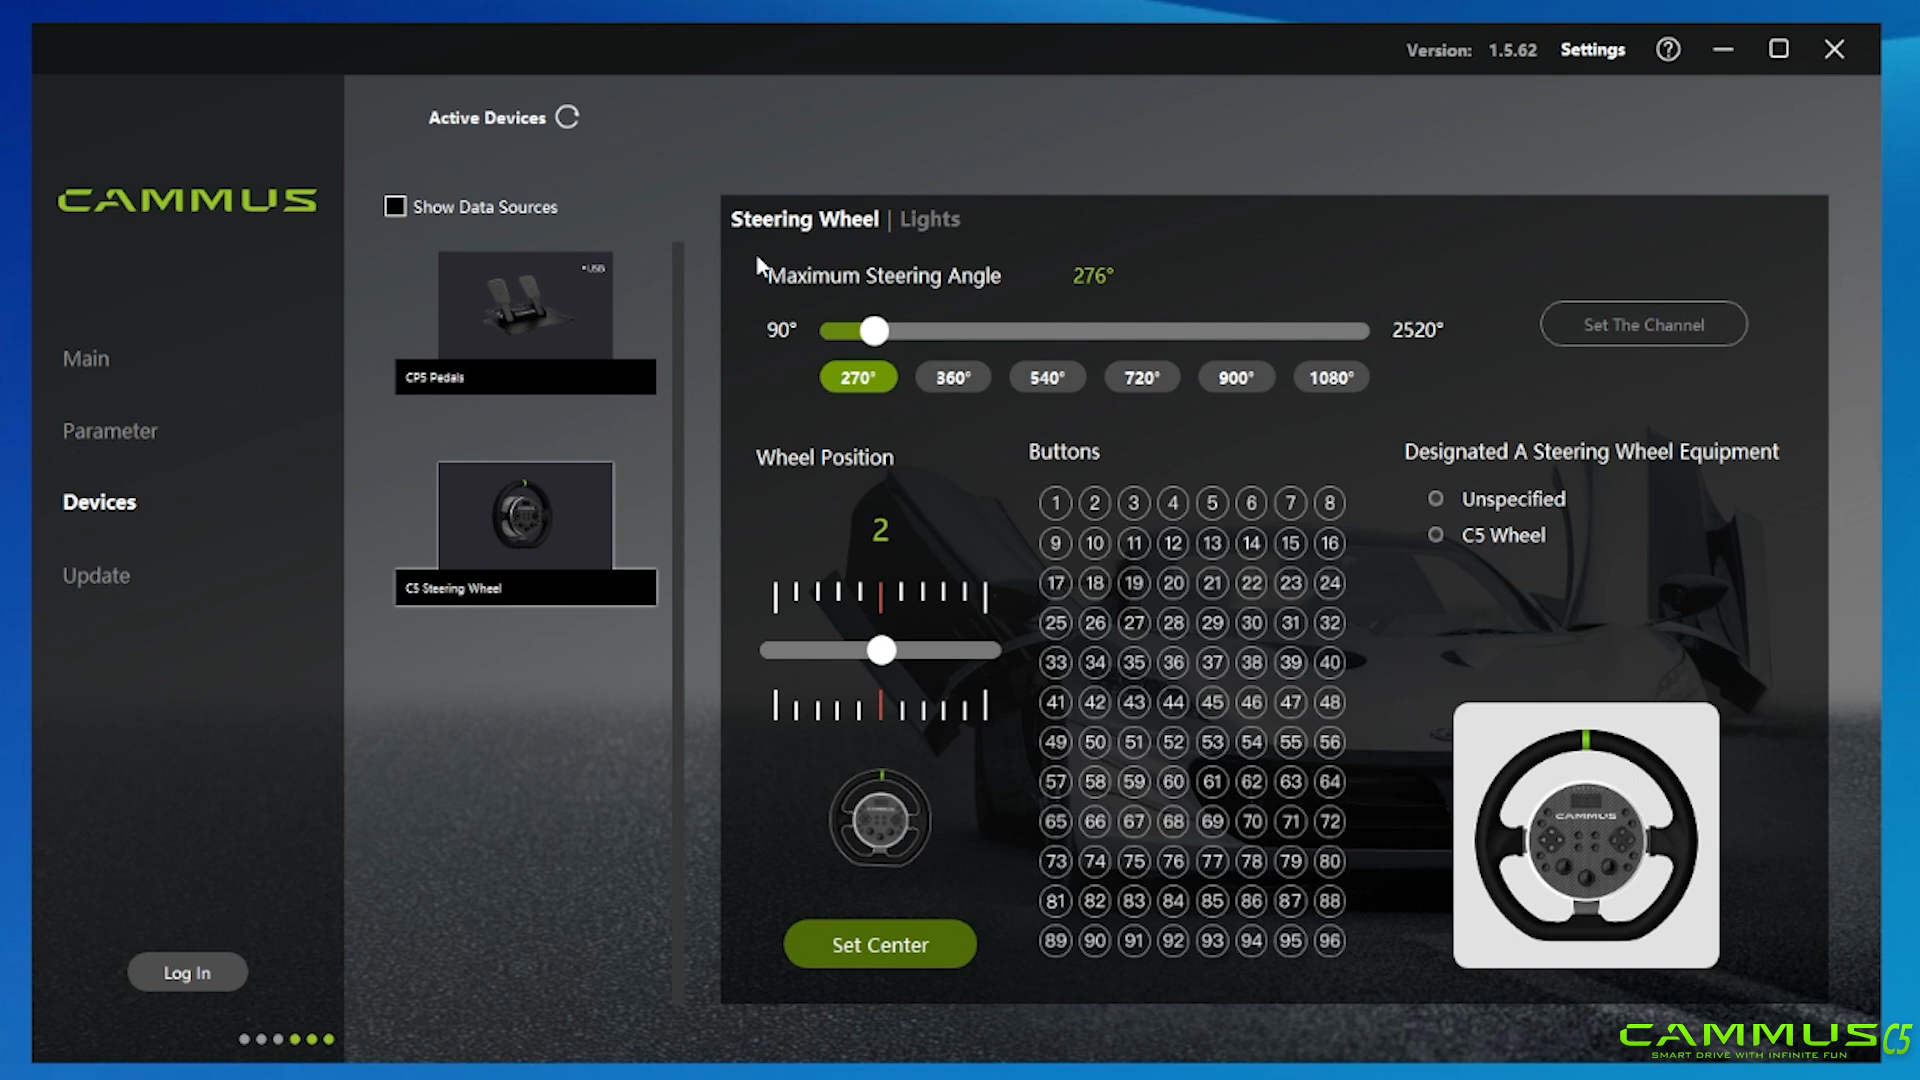 Version: 1.5.62 Settings
Active Devices
CAMMUS
Show Data Sources
USB
CP5 Pedals
C5 Steering Wheel
Main
Parameter
Devices
Update
Log In
Steering Wheel | Lights
Maximum Steering Angle 276°
90° 2520°
Set The Channel
270° 360° 540° 720° 900° 1080°
Wheel Position
2
Set Center
Buttons
1 2 3 4 5 6 7 8
9 10 11 12 13 14 15 16
17 18 19 20 21 22 23 24
25 26 27 28 29 30 31 32
33 34 35 36 37 38 39 40
41 42 43 44 45 46 47 48
49 50 51 52 53 54 55 56
57 58 59 60 61 62 63 64
65 66 67 68 69 70 71 72
73 74 75 76 77 78 79 80
81 82 83 84 85 86 87 88
89 90 91 92 93 94 95 96
Designated A Steering Wheel Equipment
Unspecified
C5 Wheel
CAMMUS
CAMMUS C5
SMART DRIVE WITH INFINITE FUN